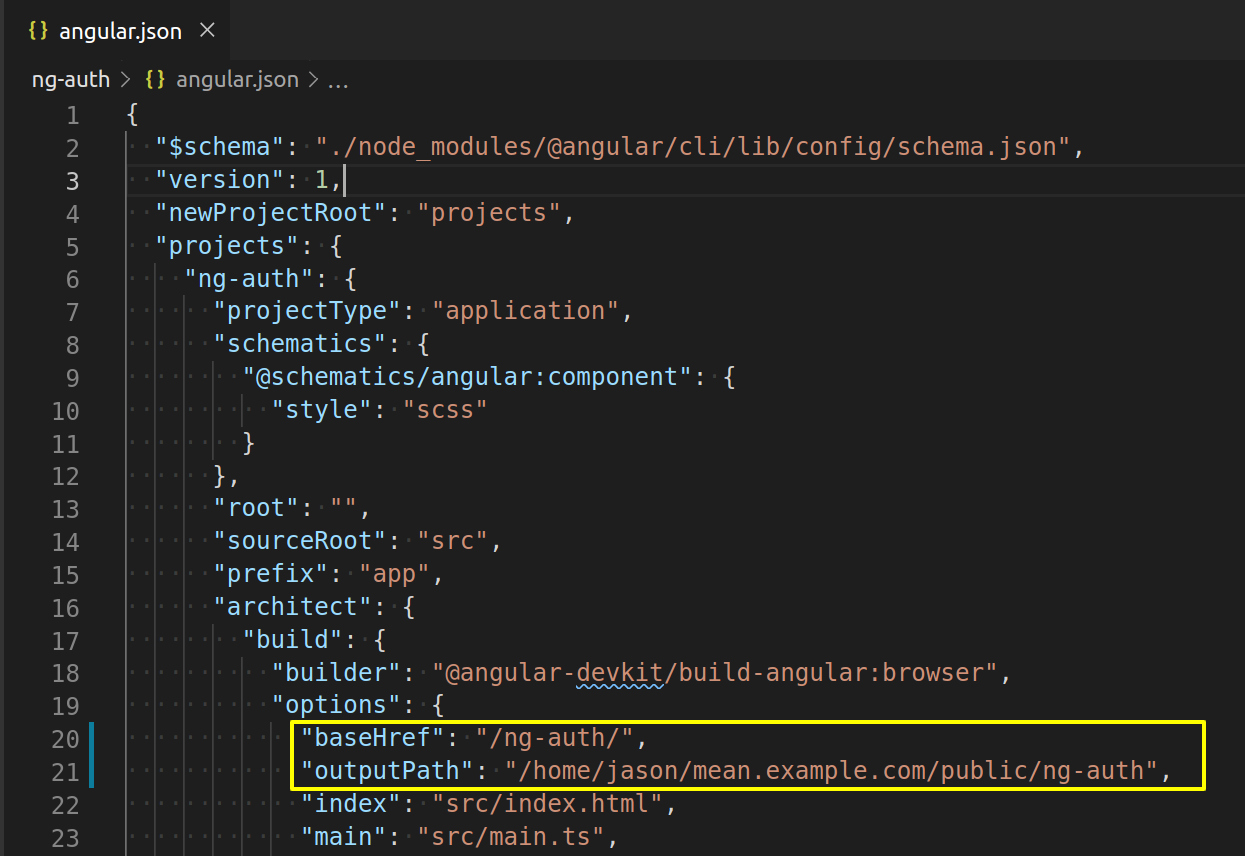 {} angular.json ×
ng-auth > {} angular.json > ...
1 {
2   "$schema": "./node_modules/@angular/cli/lib/config/schema.json",
3   "version": 1,
4   "newProjectRoot": "projects",
5   "projects": {
6     "ng-auth": {
7       "projectType": "application",
8       "schematics": {
9         "@schematics/angular:component": {
10           "style": "scss"
11         }
12       },
13       "root": "",
14       "sourceRoot": "src",
15       "prefix": "app",
16       "architect": {
17         "build": {
18           "builder": "@angular-devkit/build-angular:browser",
19           "options": {
20             "baseHref": "/ng-auth/",
21             "outputPath": "/home/jason/mean.example.com/public/ng-auth",
22             "index": "src/index.html",
23             "main": "src/main.ts",